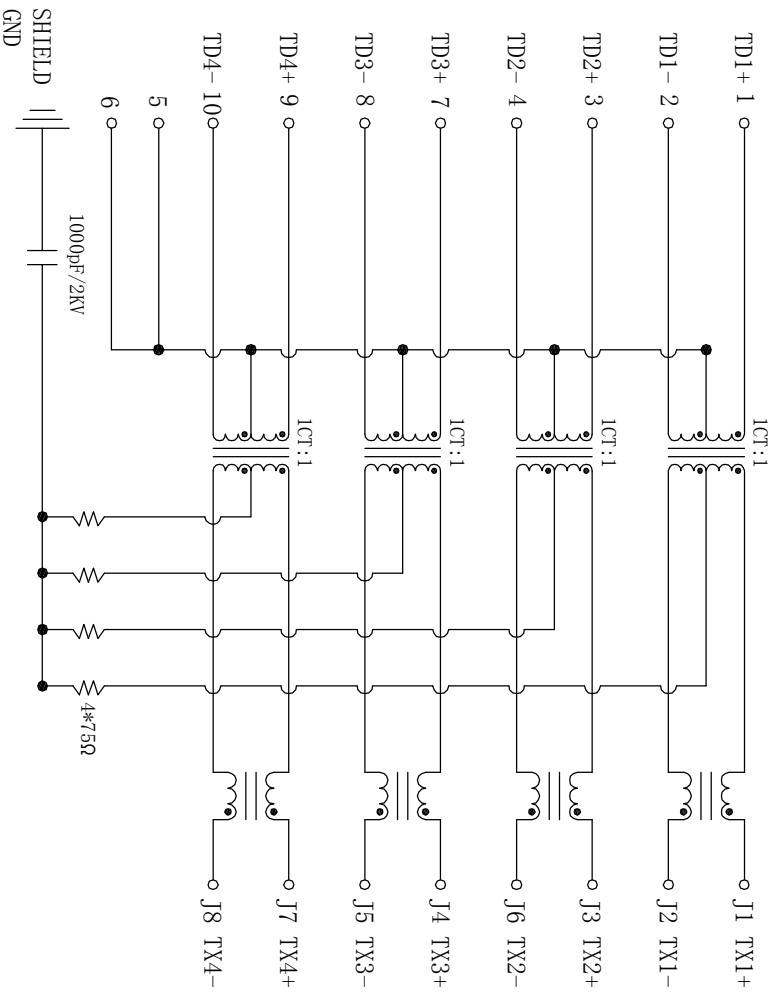 TD1+ 1
1CT:1
J1 TX1+
TD1- 2
J2 TX1-
TD2+ 3
1CT:1
J3 TX2+
TD2- 4
J6 TX2-
TD3+ 7
1CT:1
J4 TX3+
TD3- 8
J5 TX3-
TD4+ 9
1CT:1
J7 TX4+
TD4- 10
J8 TX4-
5
6
4*75Ω
1000pF/2KV
SHIELD
GND